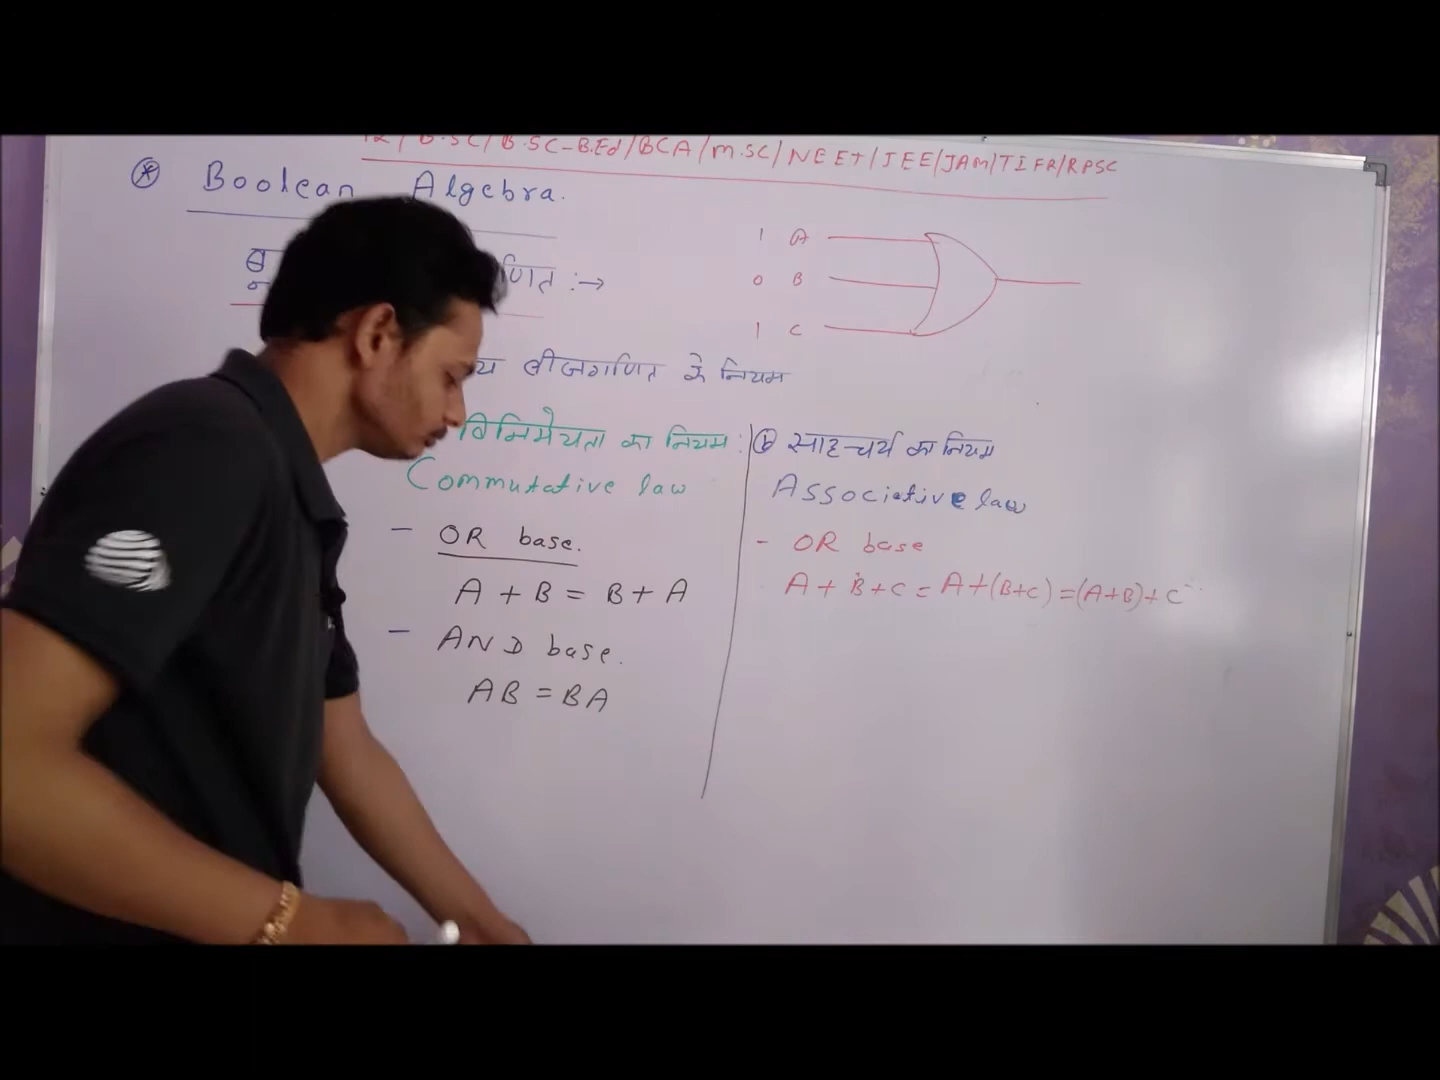 B.SC/B.SC-B.Ed/BCA/M.SC/NEET/JEE/JAM/TIFR/RPSC
Boolean Algebra.
1 A
0 B
1 C
बीजगणित के नियम
विनिमेयता का नियम:
Commutative law
- OR base.
A + B = B + A
- AND base.
AB = BA
(b) साहचर्य का नियम
Associative law
- OR base
A + B + C = A + (B+C) = (A+B) + C